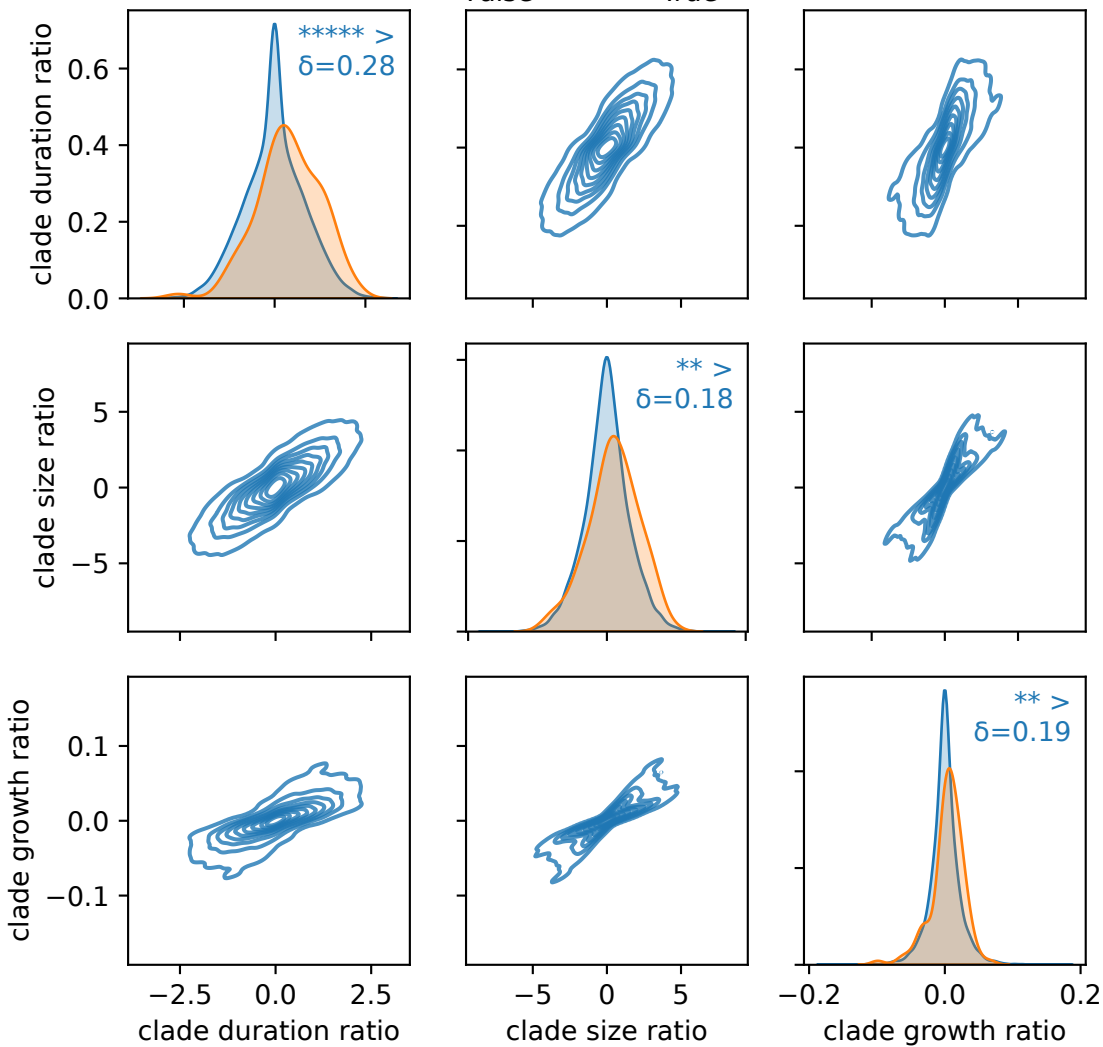 ***** >
δ=0.28
clade duration ratio
0.6
0.4
0.2
0.0
** >
δ=0.18
clade size ratio
5
0
−5
** >
δ=0.19
clade growth ratio
0.1
0.0
−0.1
−2.5 0.0 2.5
−5 0 5
−0.2 0.0 0.2
clade duration ratio
clade size ratio
clade growth ratio